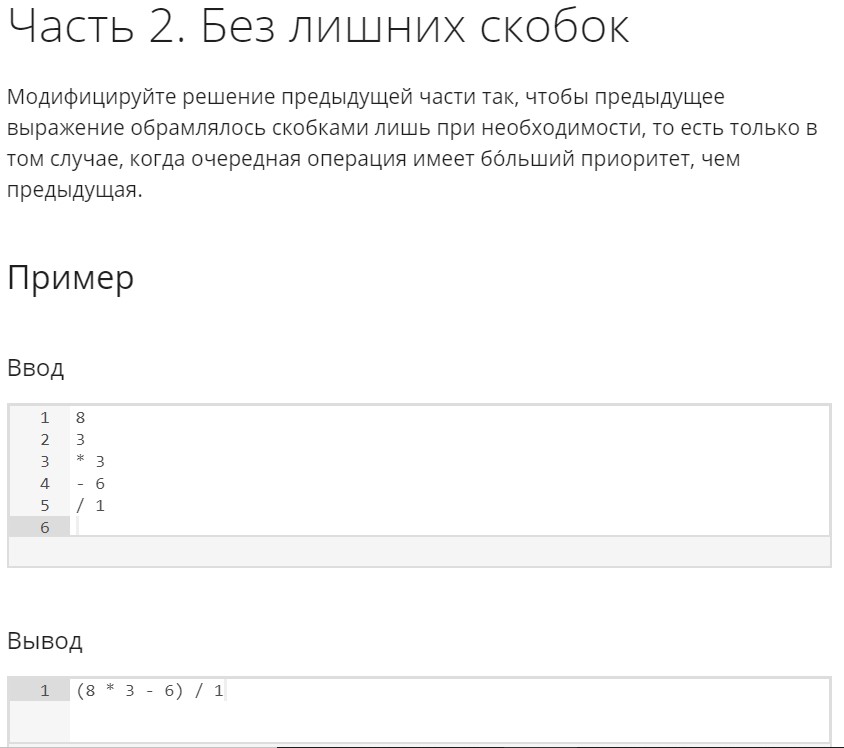 Часть 2. Без лишних скобок
Модифицируйте решение предыдущей части так, чтобы предыдущее
выражение обрамлялось скобками лишь при необходимости, то есть только в
том случае, когда очередная операция имеет бо́льший приоритет, чем
предыдущая.
Пример
Ввод
1 8
2 3
3 * 3
4 - 6
5 / 1
6
Вывод
1 (8 * 3 - 6) / 1